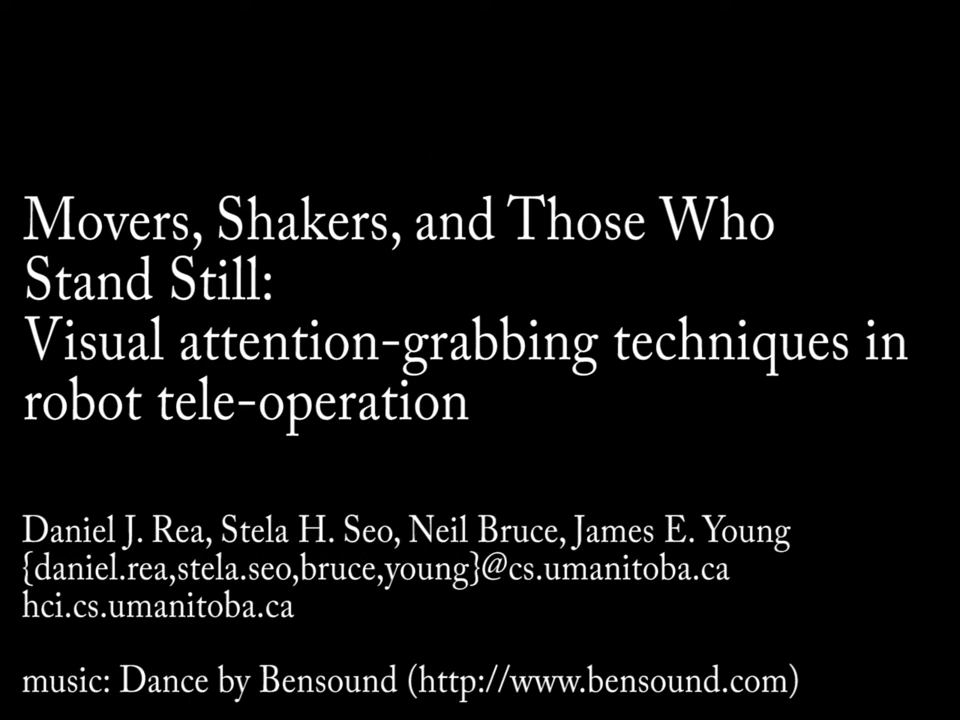 Movers, Shakers, and Those Who
Stand Still:
Visual attention-grabbing techniques in
robot tele-operation
Daniel J. Rea, Stela H. Seo, Neil Bruce, James E. Young
{daniel.rea,stela.seo,bruce,young}@cs.umanitoba.ca
hci.cs.umanitoba.ca
music: Dance by Bensound (http://www.bensound.com)